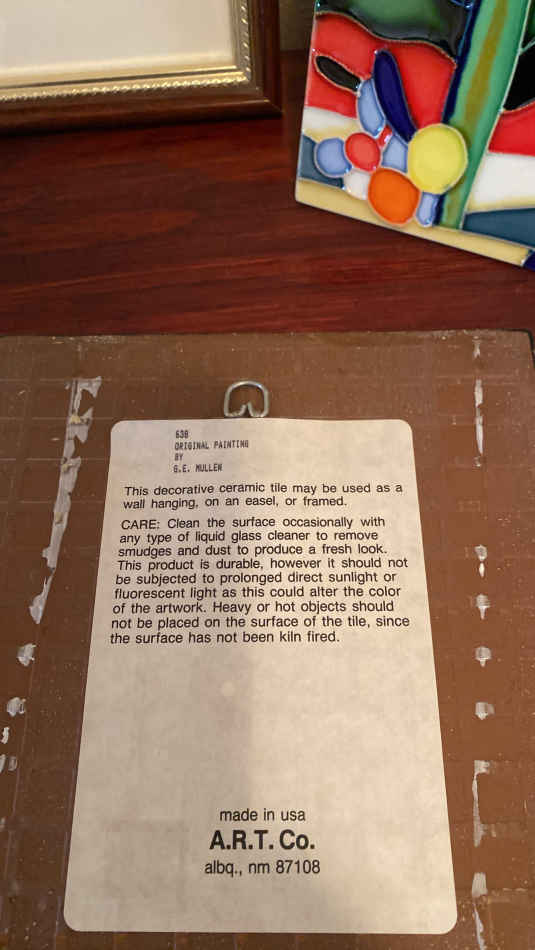 638
ORIGINAL PAINTING
BY
G.E. MULLEN
This decorative ceramic tile may be used as a
wall hanging, on an easel, or framed.
CARE: Clean the surface occasionally with
any type of liquid glass cleaner to remove
smudges and dust to produce a fresh look.
This product is durable, however it should not
be subjected to prolonged direct sunlight or
fluorescent light as this could alter the color
of the artwork. Heavy or hot objects should
not be placed on the surface of the tile, since
the surface has not been kiln fired.
made in usa
A.R.T. Co.
albq., nm 87108